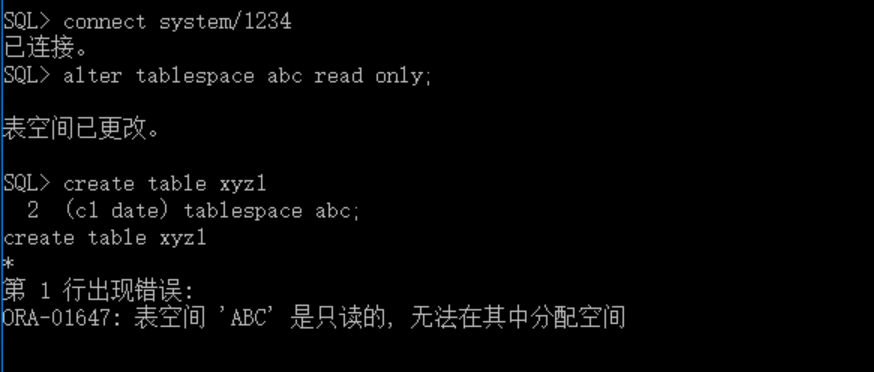 SQL> connect system/1234
已连接。
SQL> alter tablespace abc read only;
表空间已更改。
SQL> create table xyz1
  2  (c1 date) tablespace abc;
create table xyz1
*
第 1 行出现错误:
ORA-01647: 表空间 'ABC' 是只读的, 无法在其中分配空间